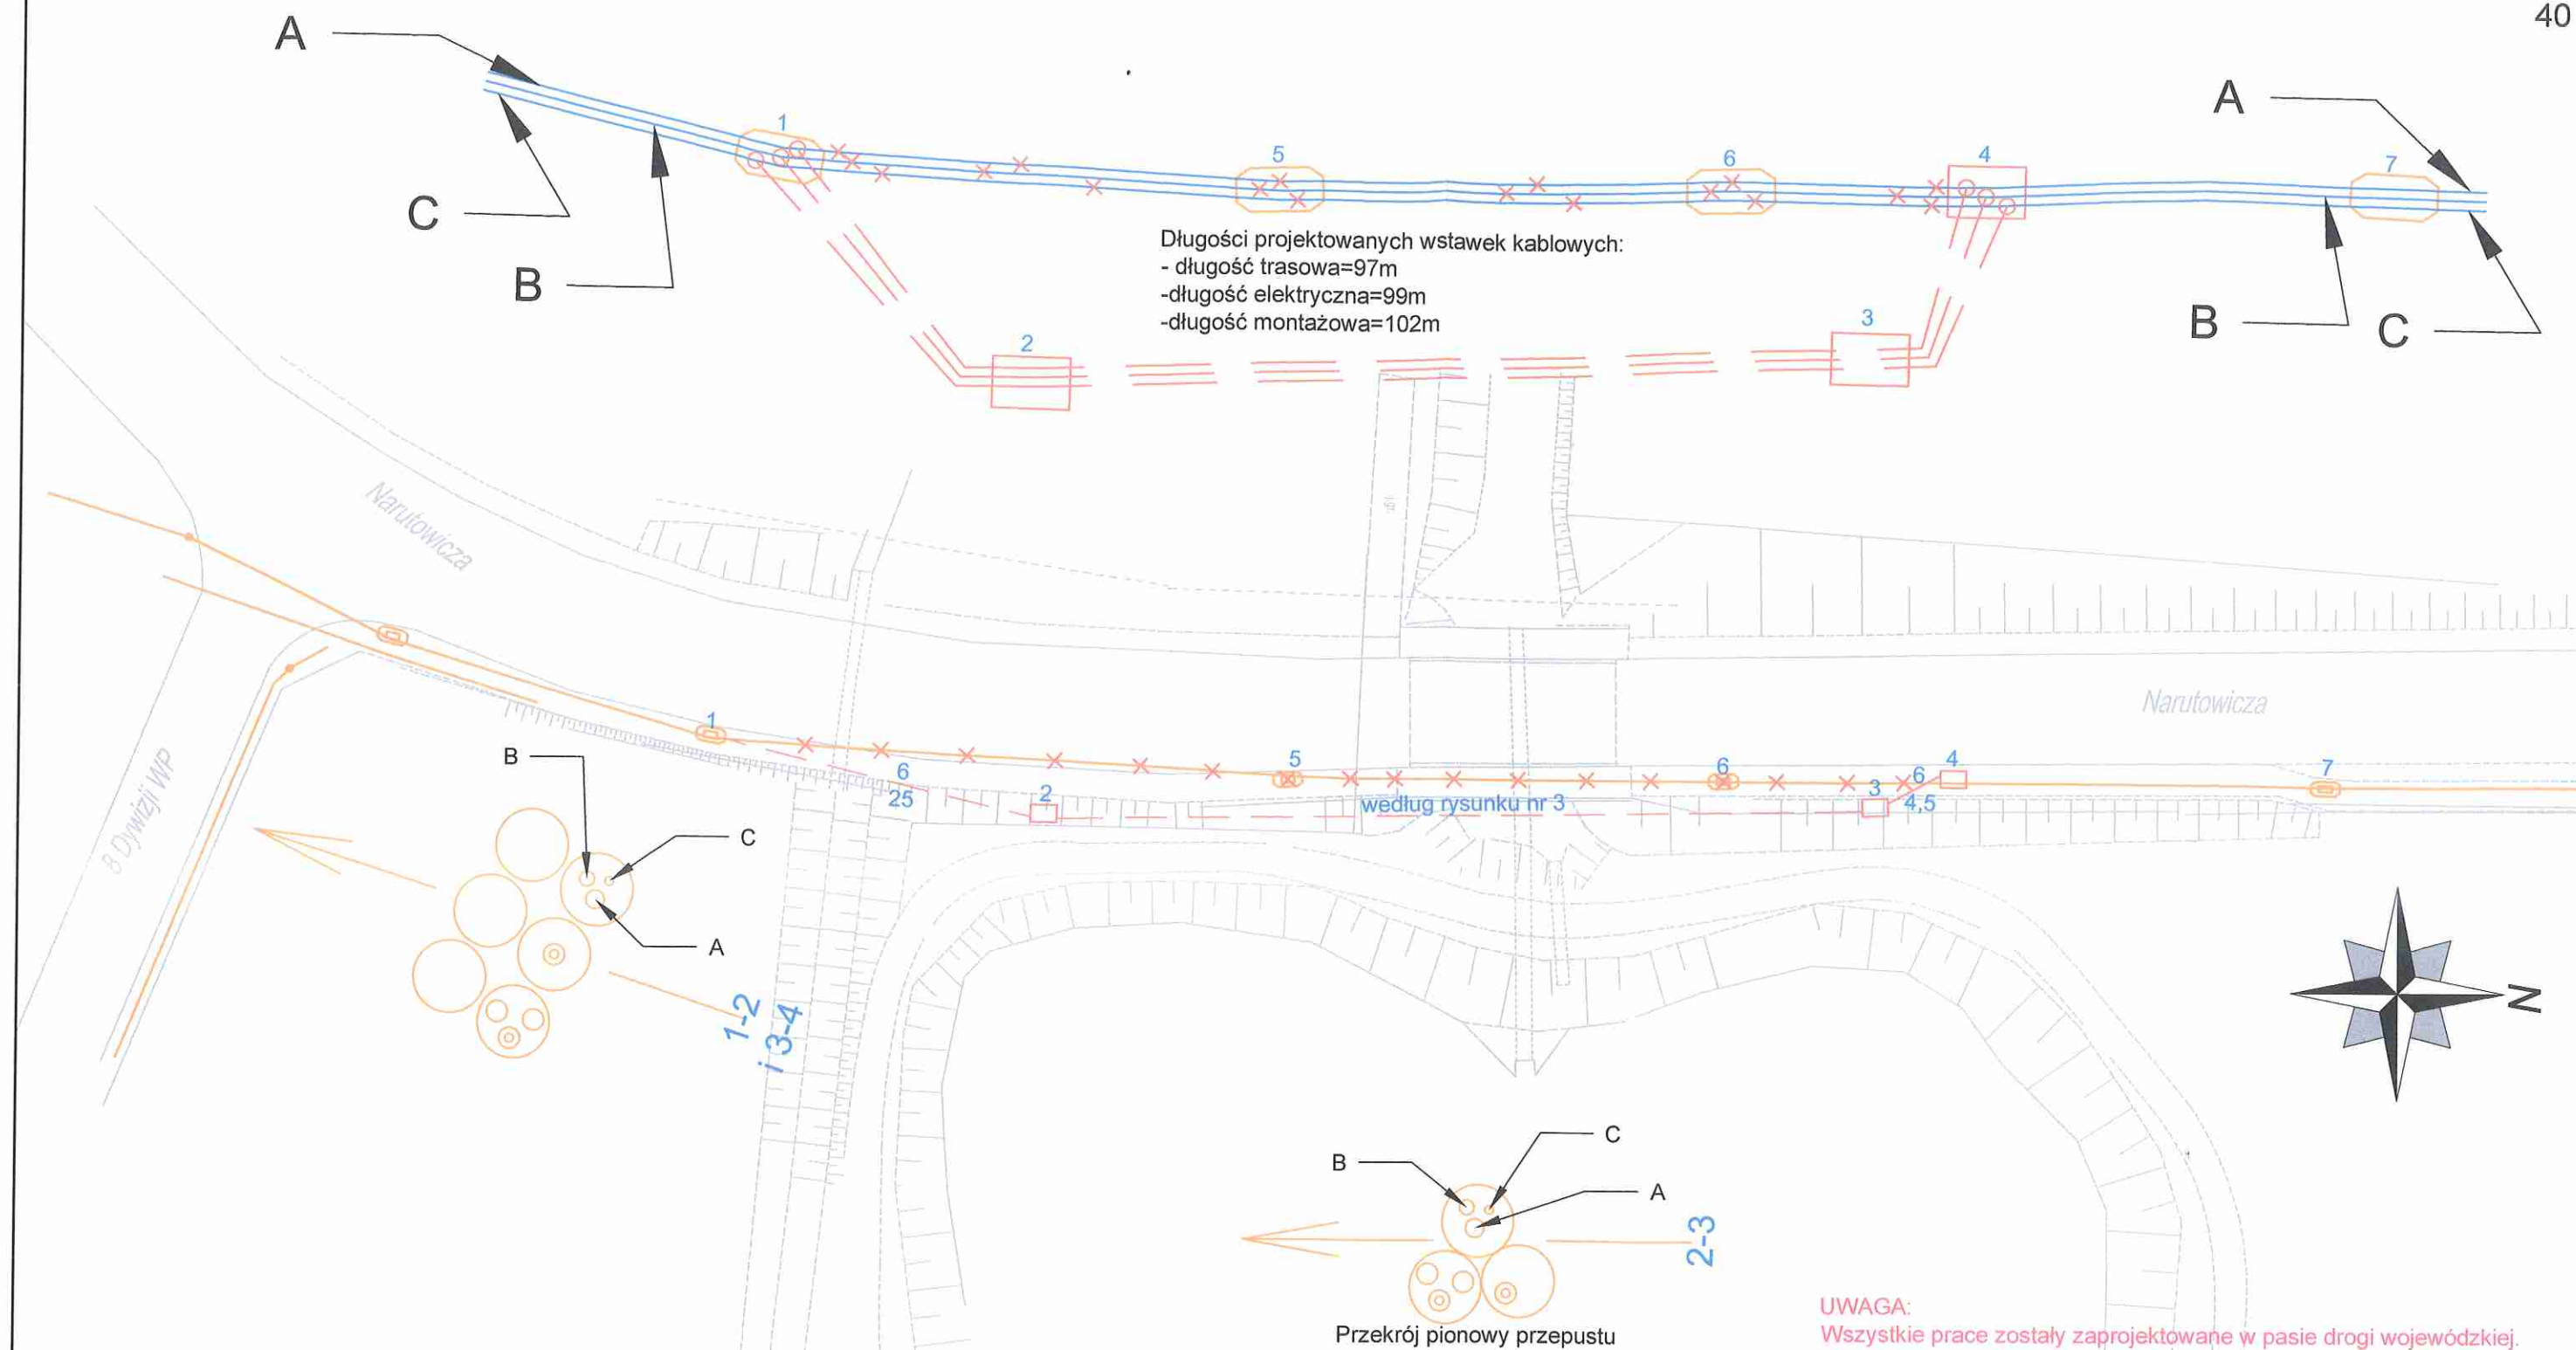 40
A
A
1
5
6
4
7
C
B
Długości projektowanych wstawek kablowych:
- długość trasowa=97m
-długość elektryczna=99m
-długość montażowa=102m
B
C
2
3
Narutowicza
Narutowicza
8 Dywizji WP
1
5
6
4
7
6
25
2
według rysunku nr 3
3
6
4,5
B
C
A
1-2
i 3-4
N
B
C
A
2-3
Przekrój pionowy przepustu
UWAGA:
Wszystkie prace zostały zaprojektowane w pasie drogi wojewódzkiej.